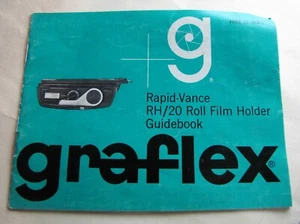 g
Rapid-Vance
RH/20 Roll Film Holder
Guidebook
graflex®